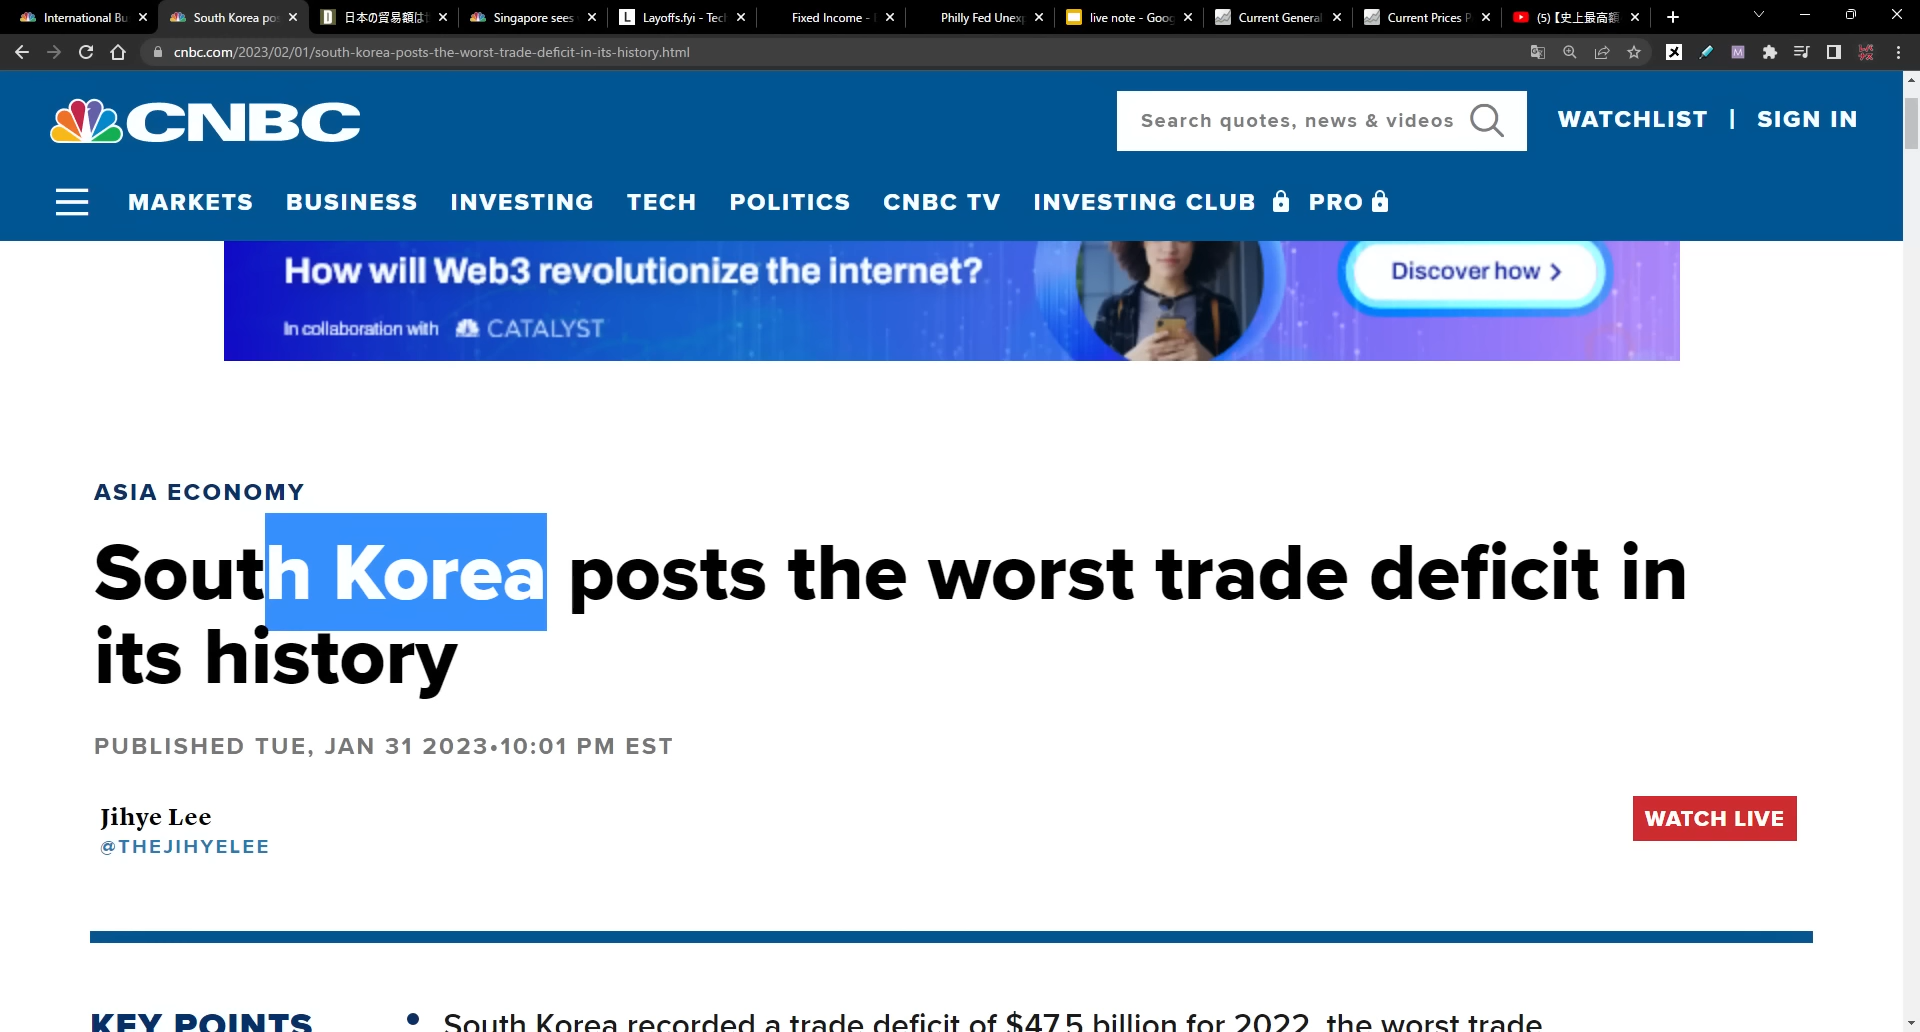 International Bu
South Korea pos
日本の貿易額は
Singapore sees
Layoffs.fyi - Tec
Fixed Income -
Philly Fed Unex
live note - Goog
Current General
Current Prices P
(5)【史上最高額
cnbc.com/2023/02/01/south-korea-posts-the-worst-trade-deficit-in-its-history.html
CNBC
Search quotes, news & videos
WATCHLIST | SIGN IN
MARKETS BUSINESS INVESTING TECH POLITICS CNBC TV INVESTING CLUB PRO
How will Web3 revolutionize the internet?
Discover how >
In collaboration with CATALYST
ASIA ECONOMY
South Korea posts the worst trade deficit in
its history
PUBLISHED TUE, JAN 31 2023•10:01 PM EST
Jihye Lee
@THEJIHYELEE
WATCH LIVE
KEY POINTS
• South Korea recorded a trade deficit of $47.5 billion for 2022, the worst trade